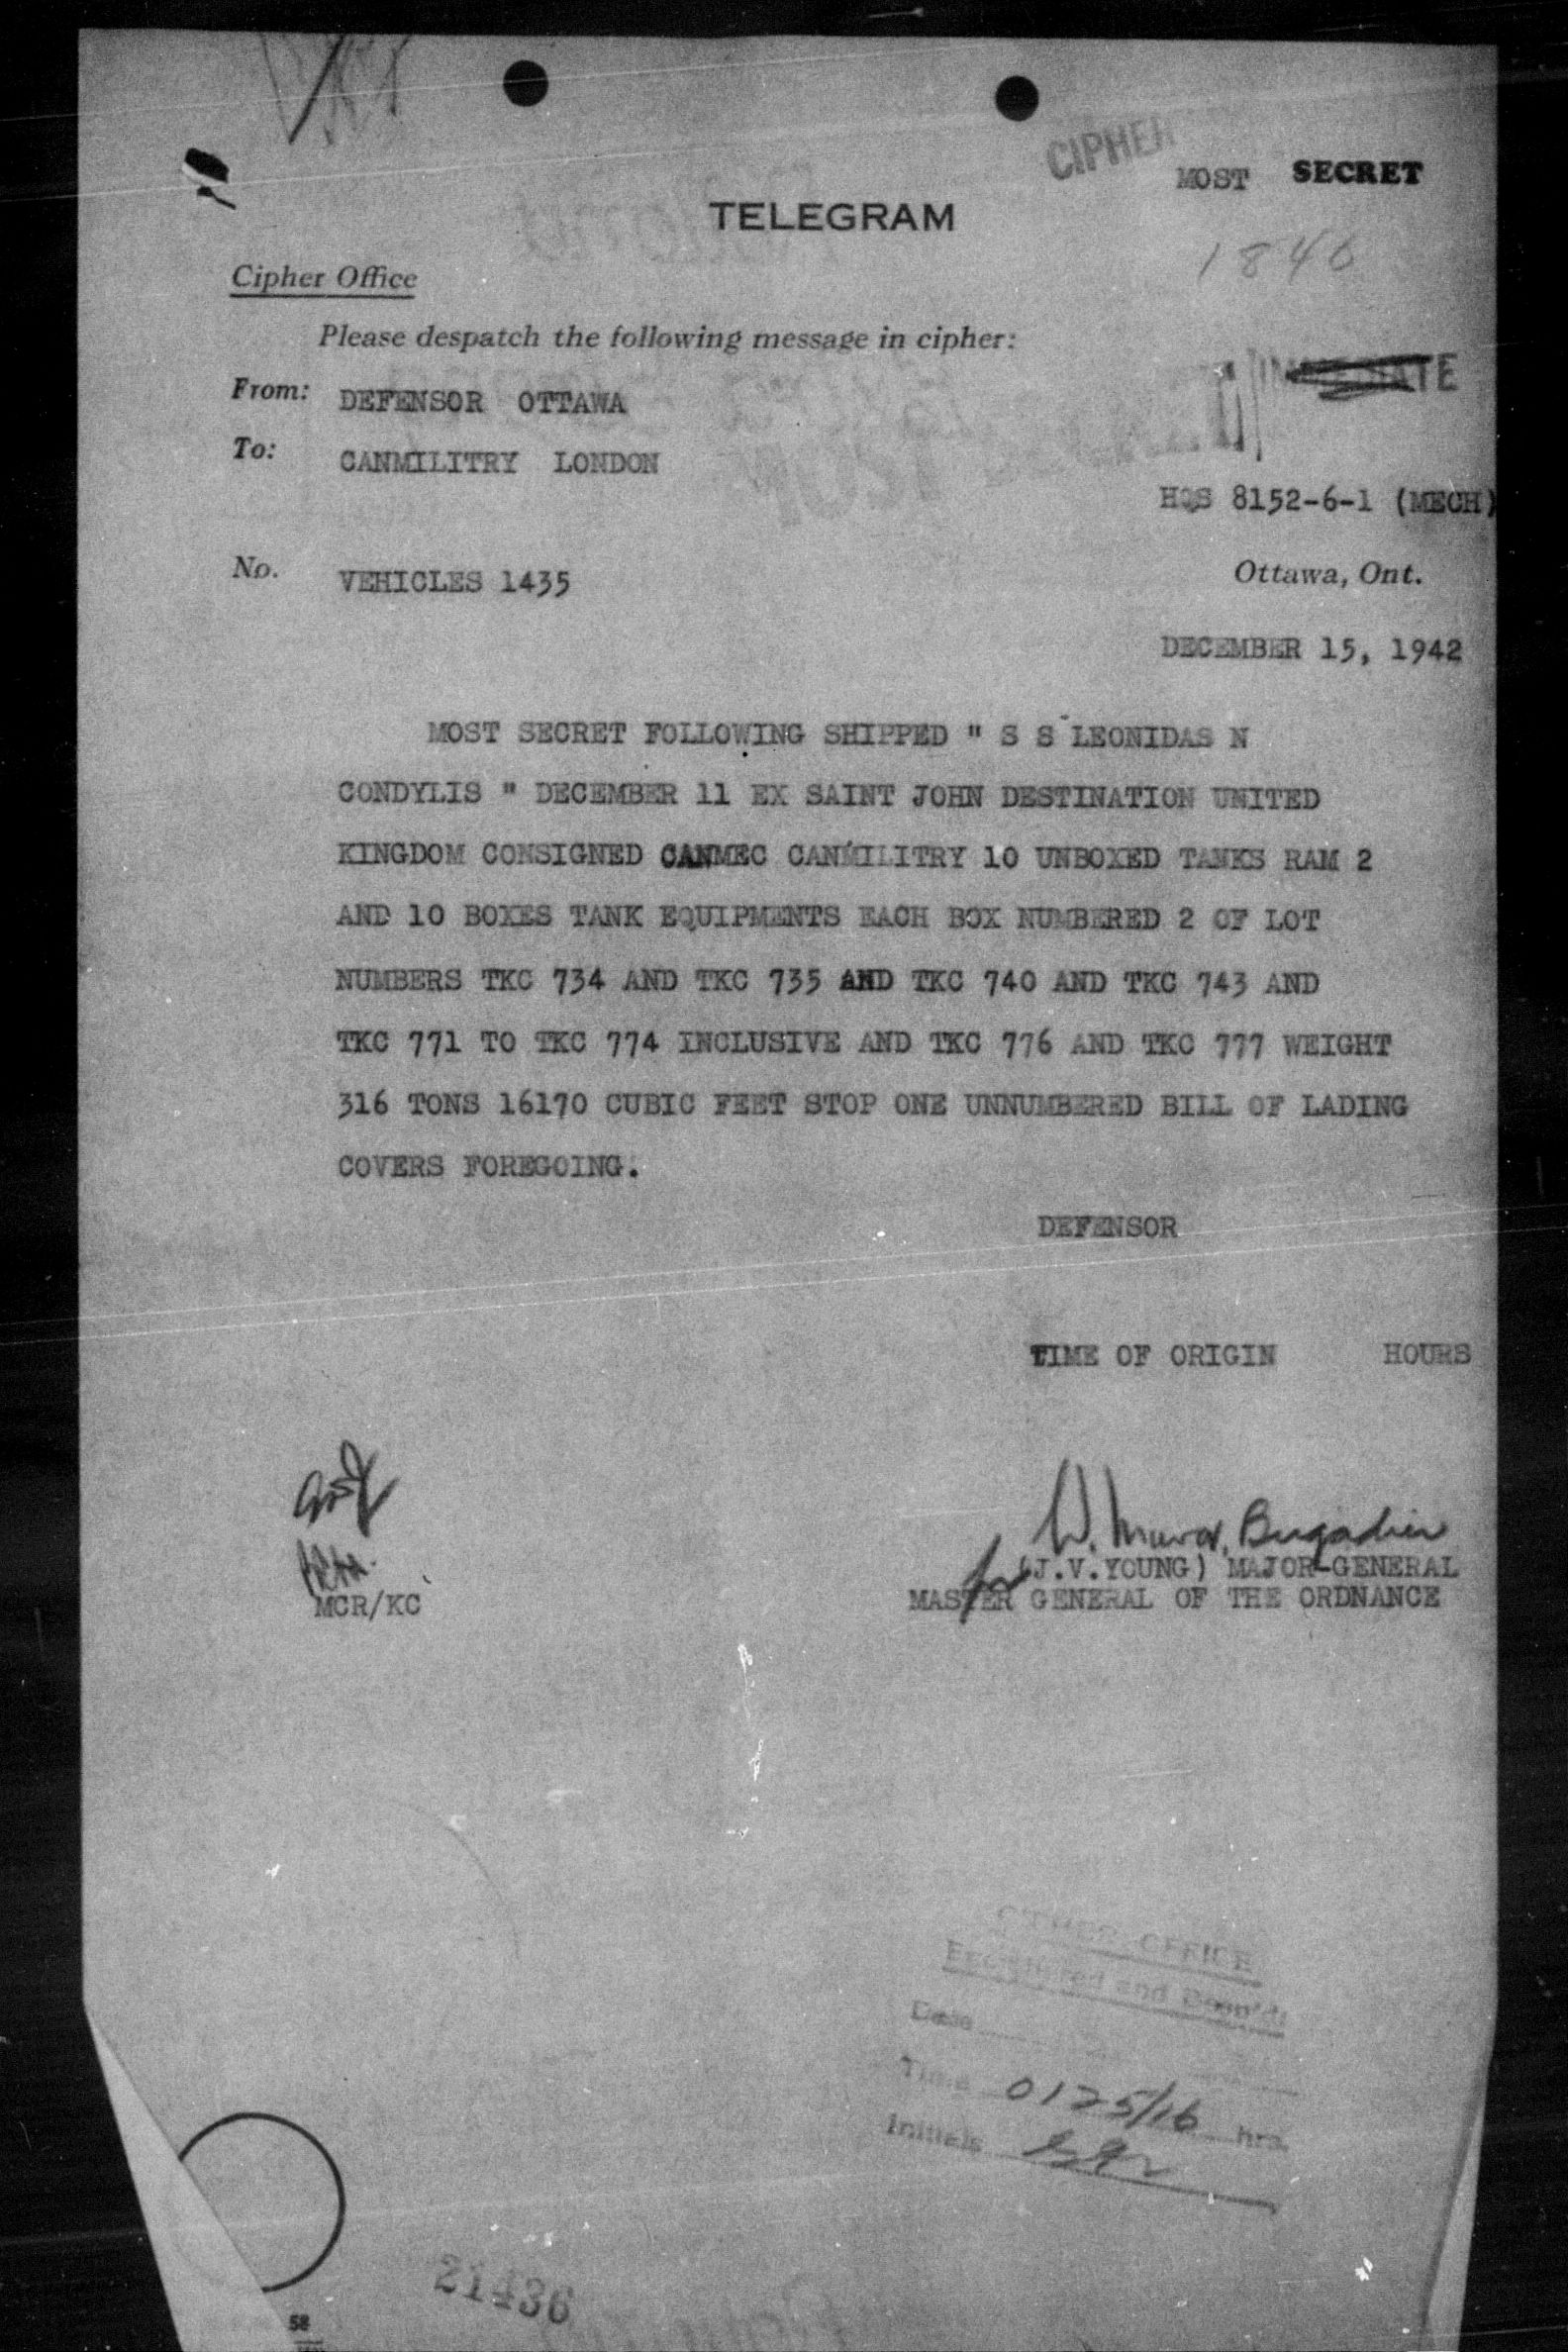 CIPHER
MOST SECRET
TELEGRAM
1846
Cipher Office
Please despatch the following message in cipher:
From: DEFENSOR OTTAWA
To: CANMILITRY LONDON
HQS 8152-6-1 (MECH)
No. VEHICLES 1435
Ottawa, Ont.
DECEMBER 15, 1942
MOST SECRET FOLLOWING SHIPPED " S S LEONIDAS N
CONDYLIS " DECEMBER 11 EX SAINT JOHN DESTINATION UNITED
KINGDOM CONSIGNED CANMEC CANMILITRY 10 UNBOXED TANKS RAM 2
AND 10 BOXES TANK EQUIPMENTS EACH BOX NUMBERED 2 OF LOT
NUMBERS TKC 734 AND TKC 735 AND TKC 740 AND TKC 743 AND
TKC 771 TO TKC 774 INCLUSIVE AND TKC 776 AND TKC 777 WEIGHT
316 TONS 16170 CUBIC FEET STOP ONE UNNUMBERED BILL OF LADING
COVERS FOREGOING.
DEFENSOR
TIME OF ORIGIN HOURS
Brigadier
for (J.V.YOUNG) MAJOR-GENERAL
MCR/KC
MASTER GENERAL OF THE ORDNANCE
OFFICE
and
Date
Time 0125/16 hrs.
Initials
21436
58